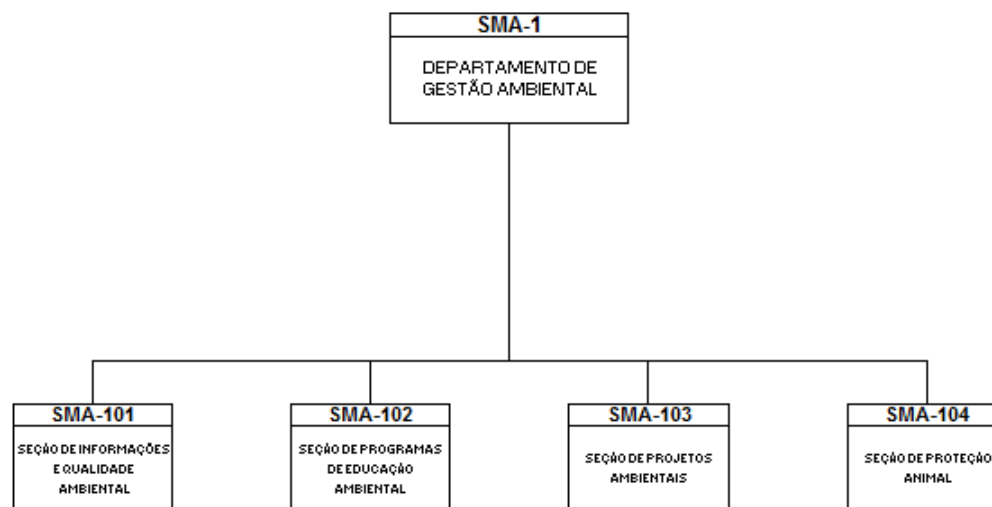 SMA-1
DEPARTAMENTO DE
GESTÃO AMBIENTAL
SMA-101
SEÇÃO DE INFORMAÇÕES
E QUALIDADE
AMBIENTAL
SMA-102
SEÇÃO DE PROGRAMAS
DE EDUCAÇÃO
AMBIENTAL
SMA-103
SEÇÃO DE PROJETOS
AMBIENTAIS
SMA-104
SEÇÃO DE PROTEÇÃO
ANIMAL